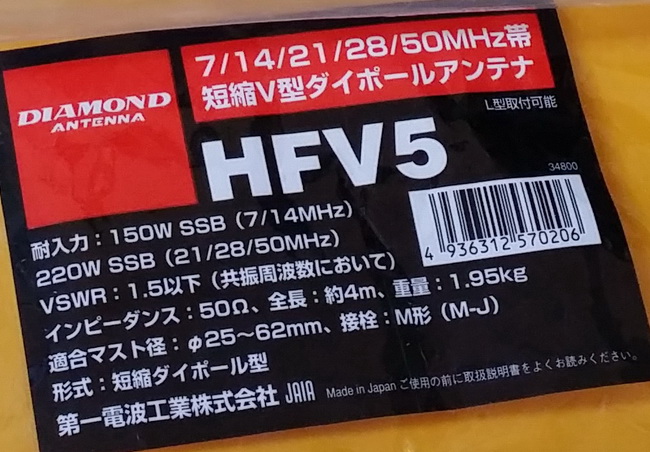 DIAMOND
ANTENNA
7/14/21/28/50MHz帯
短縮V型ダイポールアンテナ
L型取付可能
HFV5
34800
4 936312 570206
耐入力：150W SSB（7/14MHz）
220W SSB（21/28/50MHz）
VSWR：1.5以下（共振周波数において）
インピーダンス：50Ω、全長：約4m、重量：1.95kg
適合マスト径：φ25～62mm、接栓：M形（M-J）
形式：短縮ダイポール型
第一電波工業株式会社 JAIA Made in Japan ご使用の前に取扱説明書をよくお読みください。